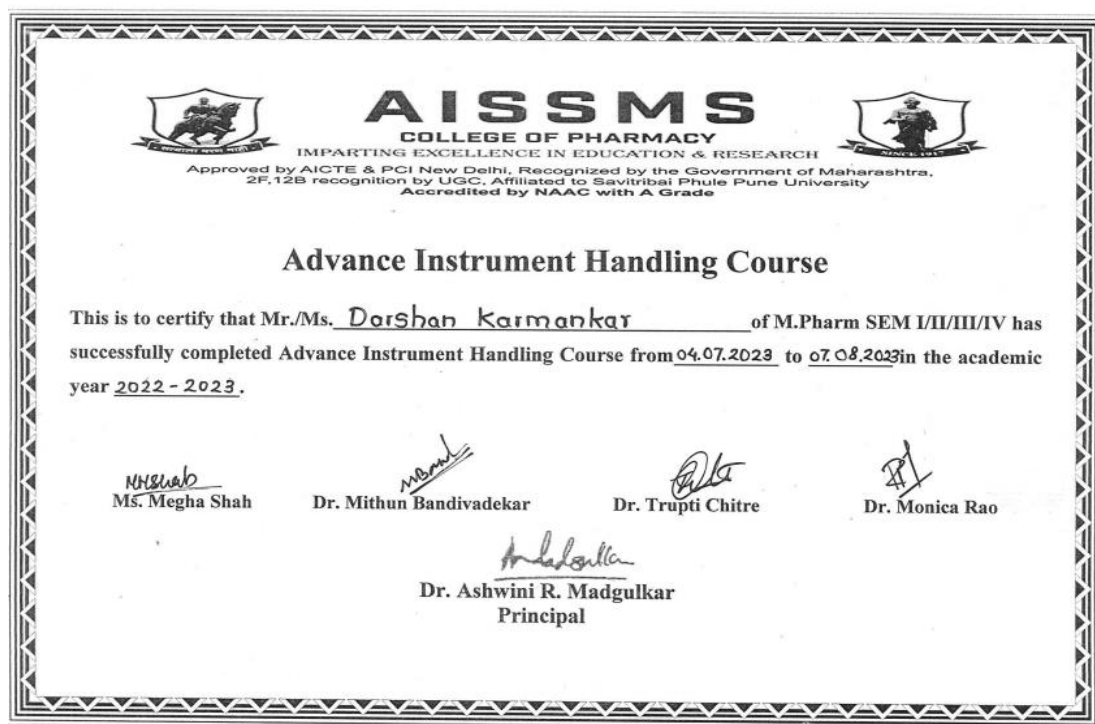 AISSMS
COLLEGE OF PHARMACY
IMPARTING EXCELLENCE IN EDUCATION & RESEARCH
SINCE 1917
Approved by AICTE & PCI New Delhi, Recognized by the Government of Maharashtra,
2F,12B recognition by UGC, Affiliated to Savitribai Phule Pune University
Accredited by NAAC with A Grade
Advance Instrument Handling Course
This is to certify that Mr./Ms. Darshan Karmankar of M.Pharm SEM I/II/III/IV has
successfully completed Advance Instrument Handling Course from 04.07.2023 to 07.08.2023 in the academic
year 2022-2023.
Ms. Megha Shah Dr. Mithun Bandivadekar Dr. Trupti Chitre Dr. Monica Rao
Dr. Ashwini R. Madgulkar
Principal